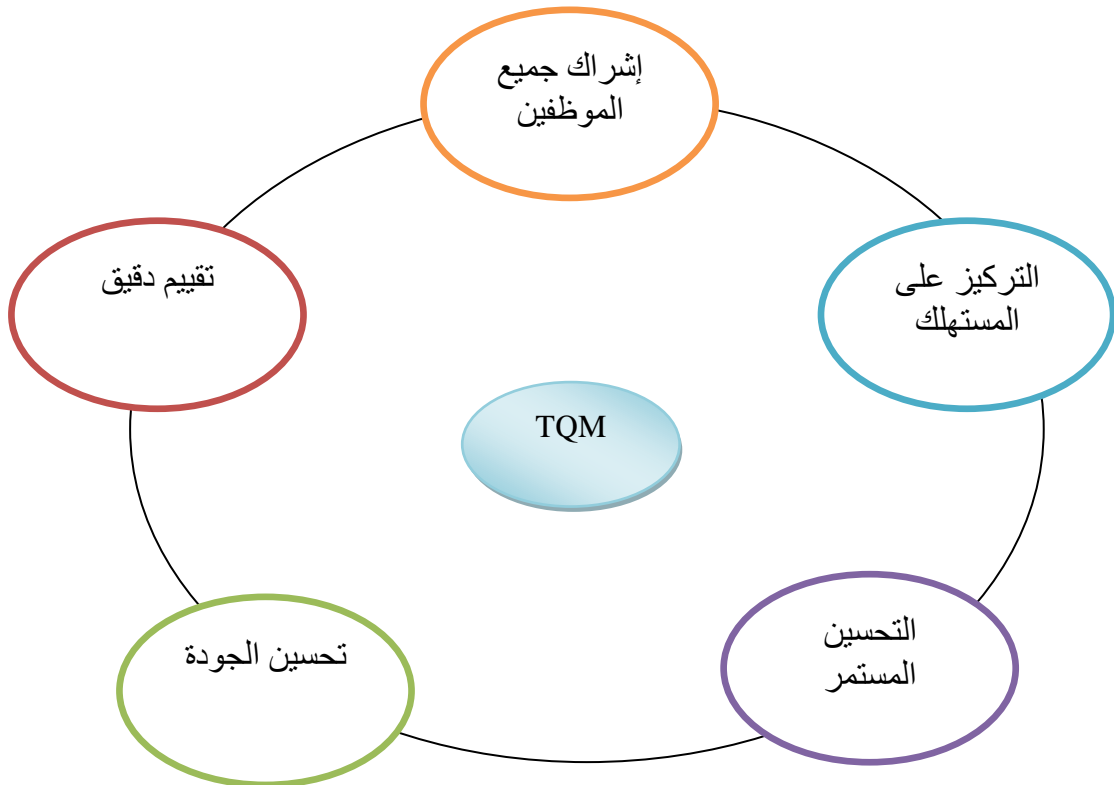 إشراك جميع
الموظفين
التركيز على
المستهلك
تقييم دقيق
TQM
التحسين
المستمر
تحسين الجودة